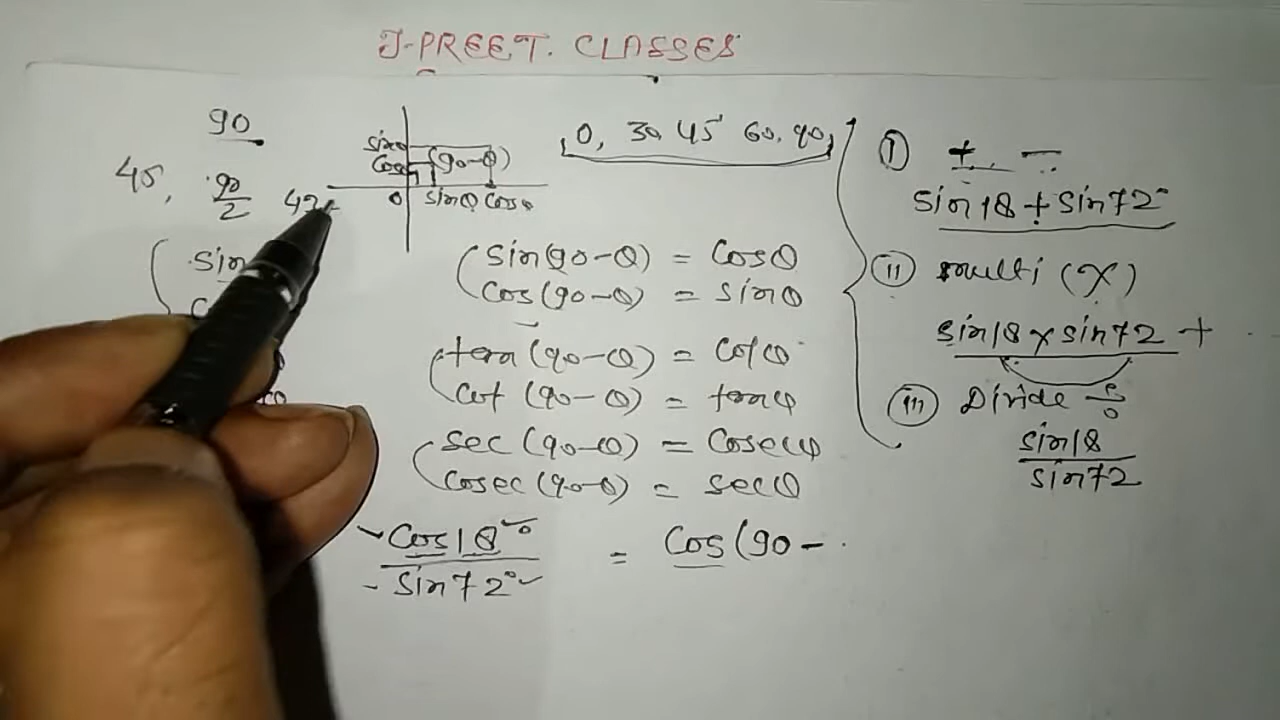 J-PREET. CLASSES
90
45, 90/2
sinθ
Cosθ
(90-θ)
0 sinθ Cosθ
0, 30, 45° 60, 90,
sin
sin(90-θ) = Cosθ
Cos(90-θ) = sinθ
tan (90-θ) = Cotθ
Cot (90-θ) = tanθ
sec (90-θ) = Cosecθ
Cosec (90-θ) = secθ
Cos18° / sin72° = Cos(90-
(I) + , -
sin18 + sin72°
(II) multi (X)
sin18 x sin72 +
(III) Divide
sin18 / sin72